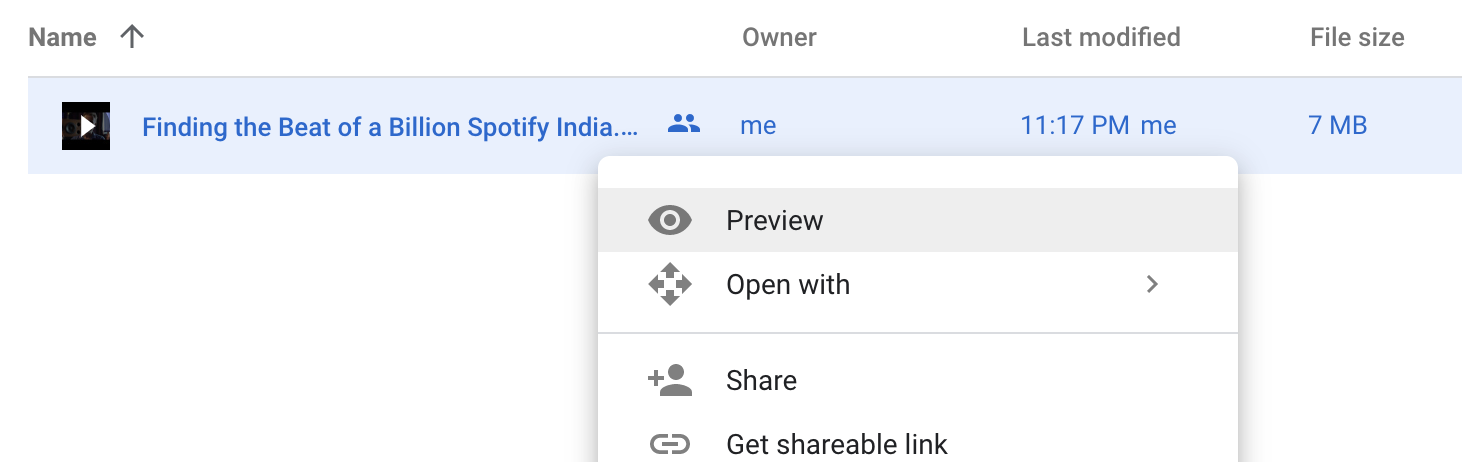 Name Owner Last modified File size
Finding the Beat of a Billion Spotify India.... me 11:17 PM me 7 MB
Preview
Open with
Share
Get shareable link